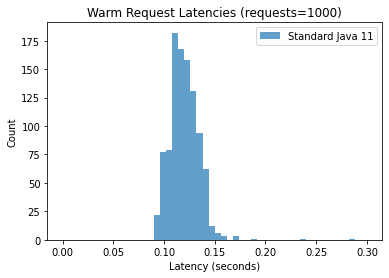 Warm Request Latencies (requests=1000)
Standard Java 11
Count
175
150
125
100
75
50
25
0
0.00 0.05 0.10 0.15 0.20 0.25 0.30
Latency (seconds)